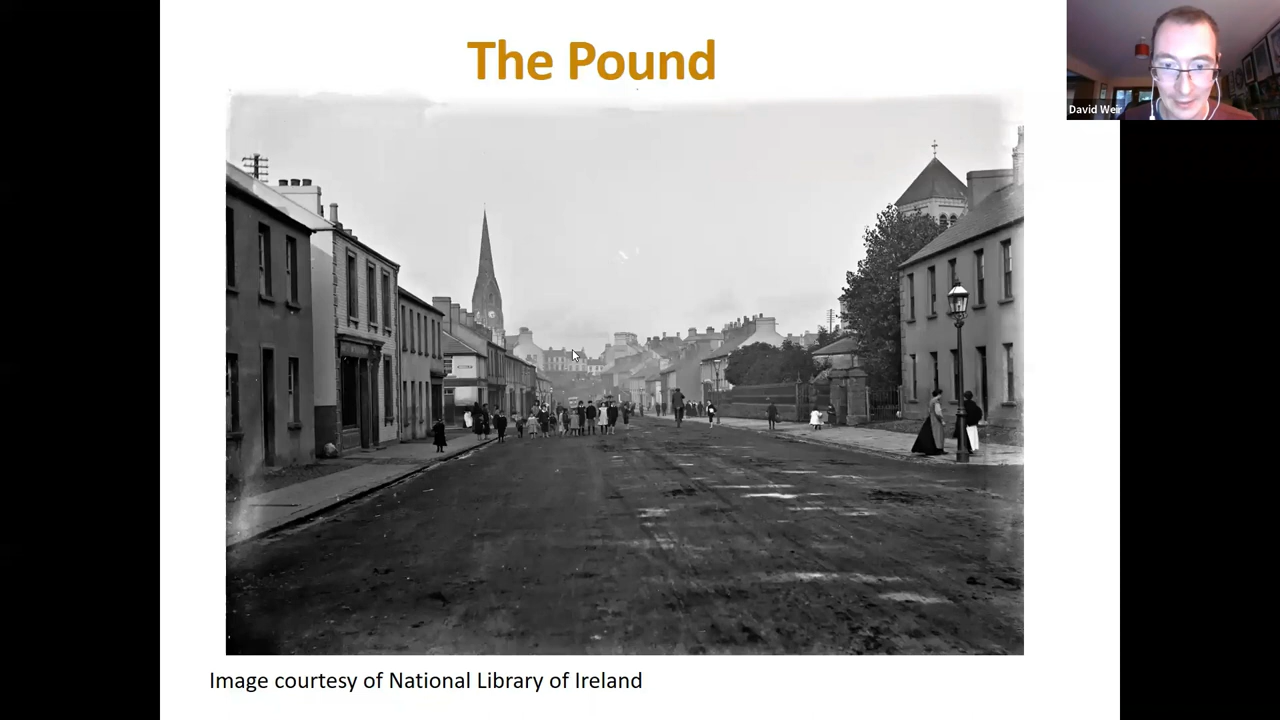 The Pound
David Weir
Image courtesy of National Library of Ireland